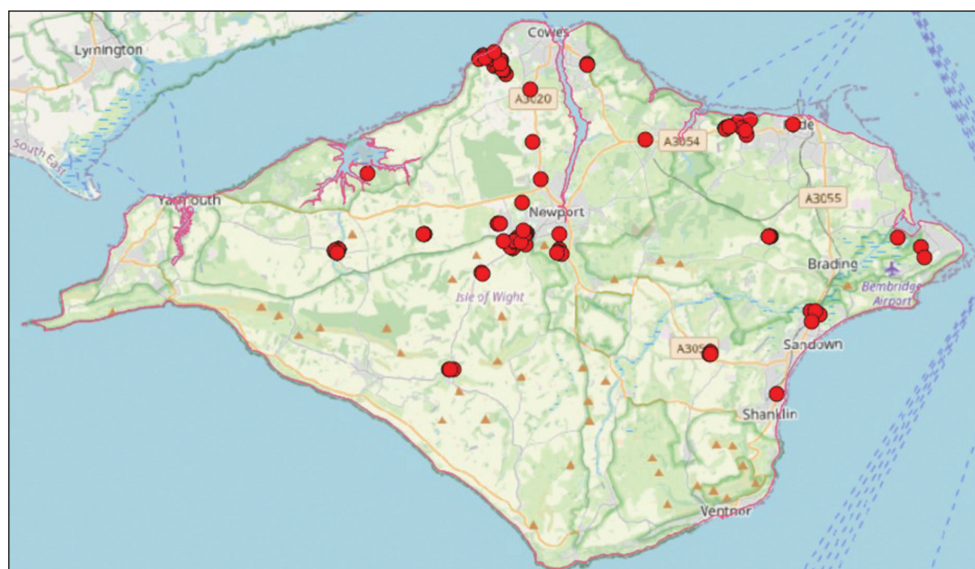 Cowes
Lymington
A3020
A3054
South East
Yarmouth
Newport
A3055
Brading
Isle of Wight
Bembridge
Airport
Sandown
Shanklin
Ventnor